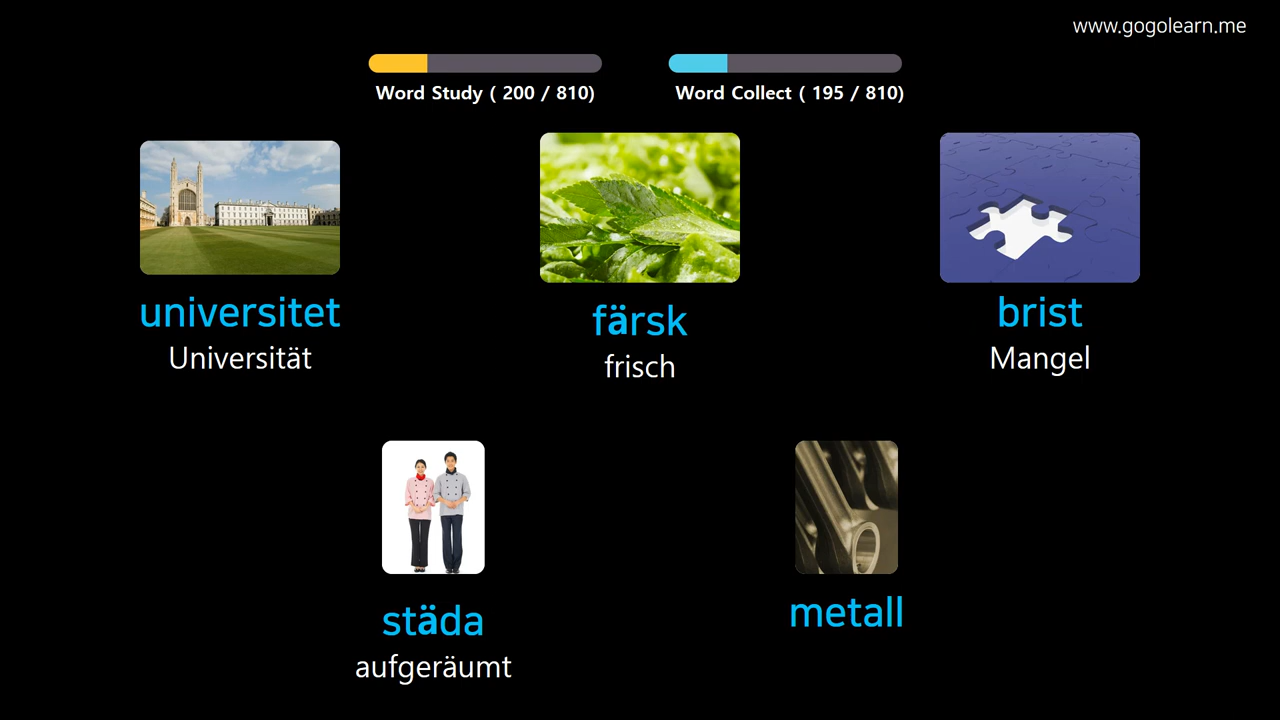 www.gogolearn.me
Word Study ( 200 / 810)
Word Collect ( 195 / 810)
universitet
Universität
färsk
frisch
brist
Mangel
städa
aufgeräumt
metall